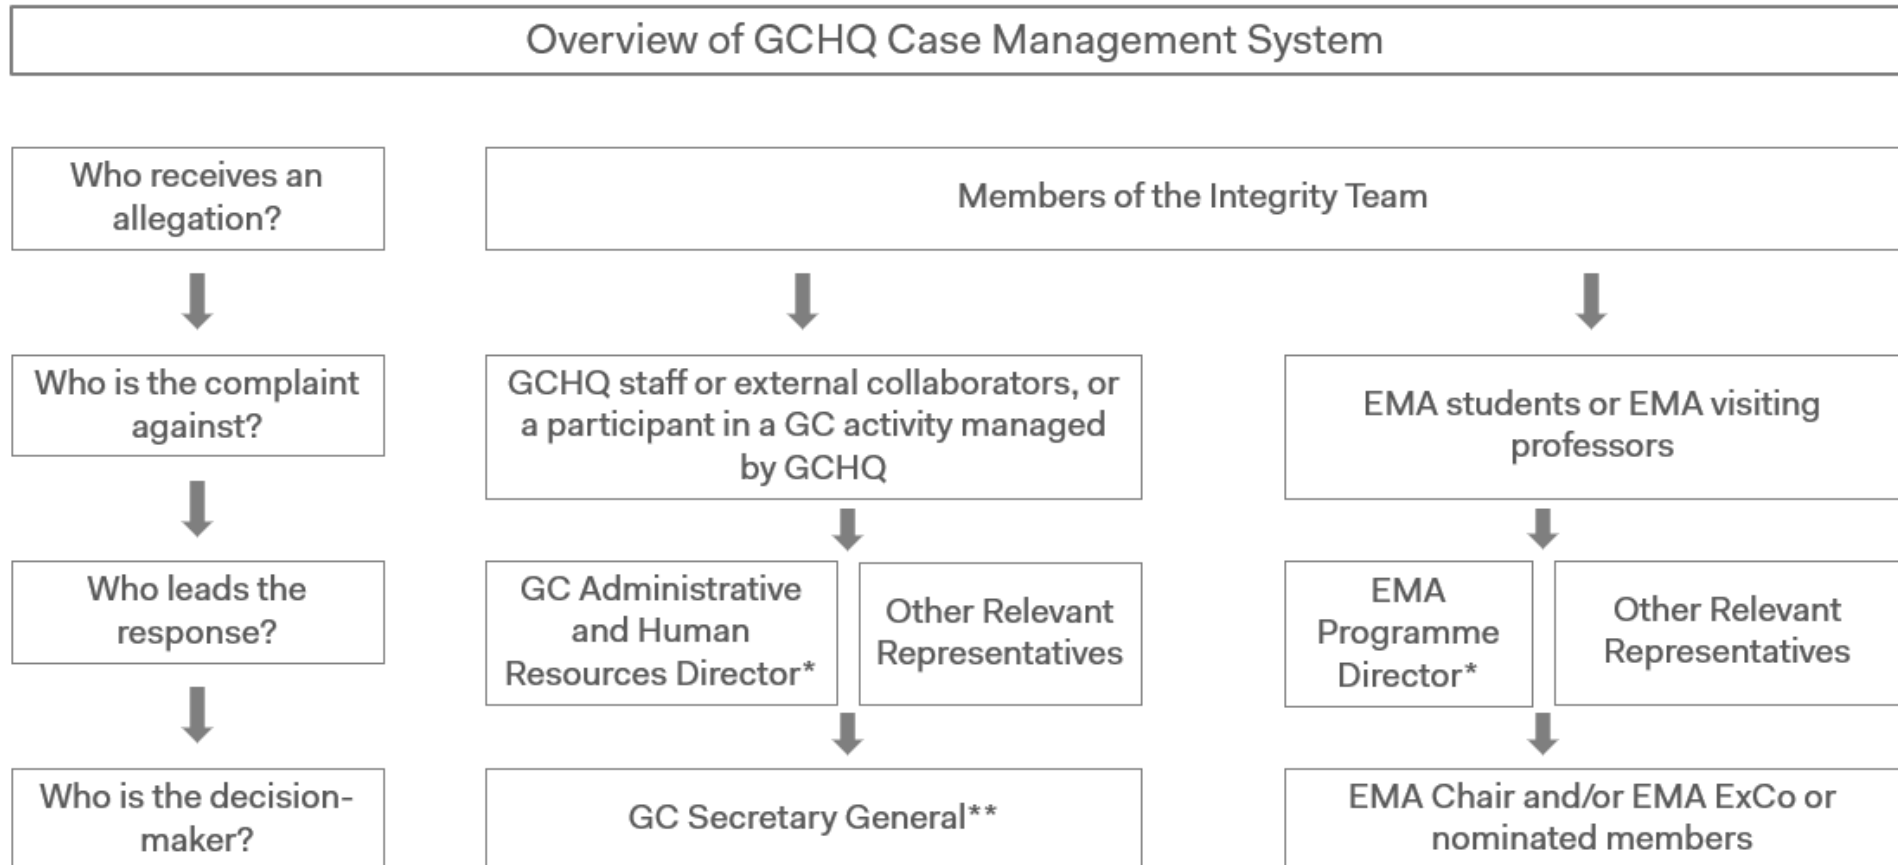 Overview of GCHQ Case Management System
Who receives an
allegation?
Members of the Integrity Team
Who is the complaint
against?
GCHQ staff or external collaborators, or
a participant in a GC activity managed
by GCHQ
EMA students or EMA visiting
professors
Who leads the
response?
GC Administrative
and Human
Resources Director*
Other Relevant
Representatives
EMA
Programme
Director*
Other Relevant
Representatives
Who is the decision-
maker?
GC Secretary General**
EMA Chair and/or EMA ExCo or
nominated members